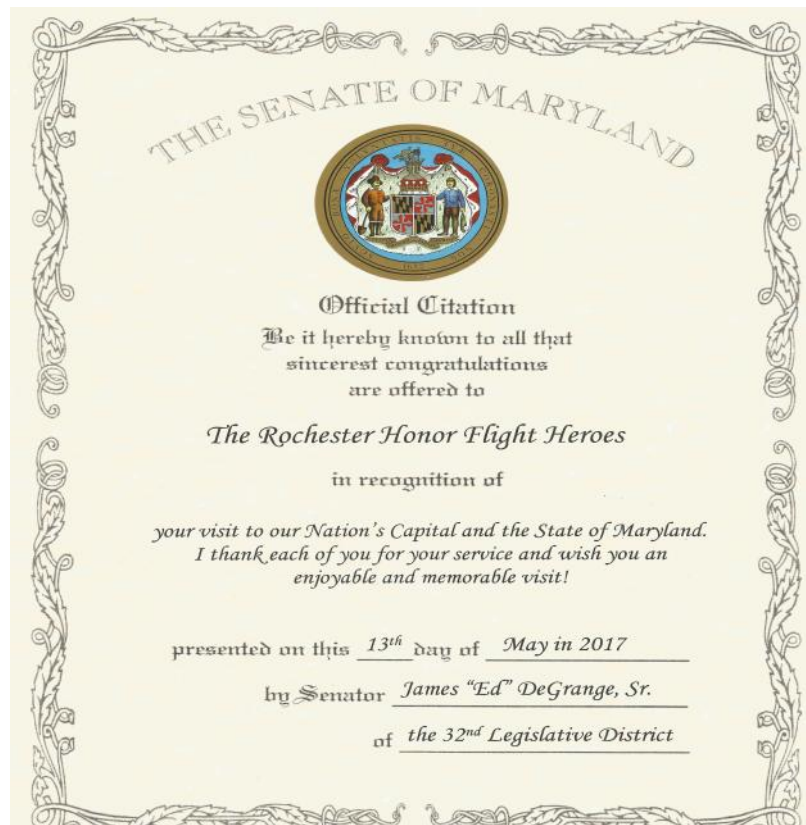 THE SENATE OF MARYLAND
Official Citation
Be it hereby known to all that
sincerest congratulations
are offered to
The Rochester Honor Flight Heroes
in recognition of
your visit to our Nation's Capital and the State of Maryland.
I thank each of you for your service and wish you an
enjoyable and memorable visit!
presented on this 13th day of May in 2017
by Senator James “Ed” DeGrange, Sr.
of the 32nd Legislative District